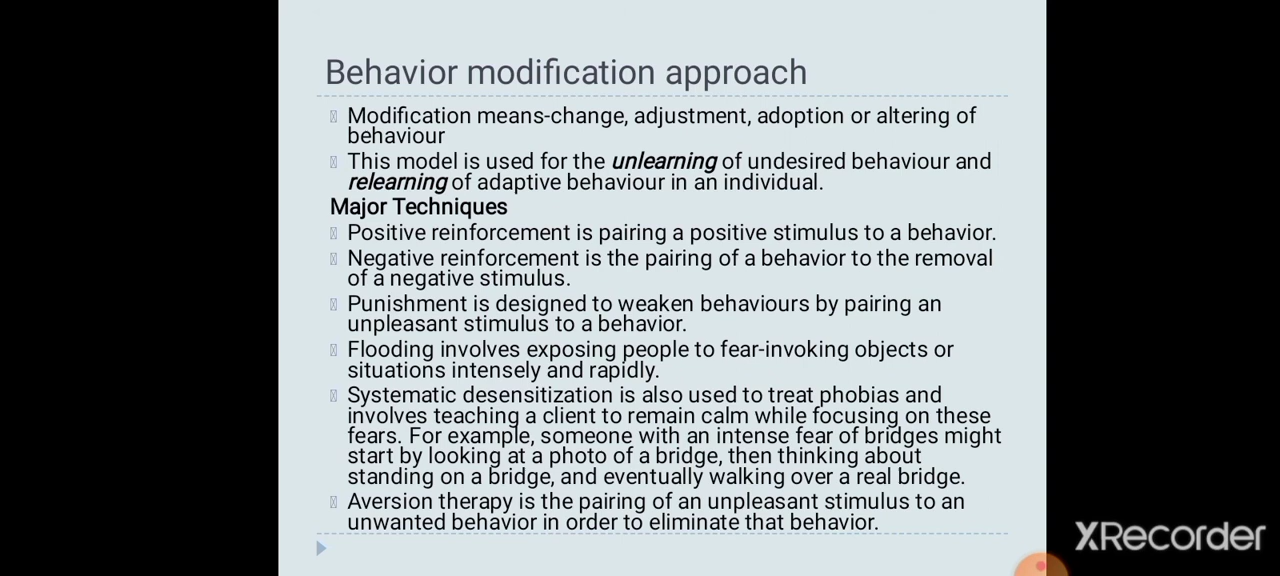 Behavior modification approach
Modification means-change, adjustment, adoption or altering of
behaviour
This model is used for the unlearning of undesired behaviour and
relearning of adaptive behaviour in an individual.
Major Techniques
Positive reinforcement is pairing a positive stimulus to a behavior.
Negative reinforcement is the pairing of a behavior to the removal
of a negative stimulus.
Punishment is designed to weaken behaviours by pairing an
unpleasant stimulus to a behavior.
Flooding involves exposing people to fear-invoking objects or
situations intensely and rapidly.
Systematic desensitization is also used to treat phobias and
involves teaching a client to remain calm while focusing on these
fears. For example, someone with an intense fear of bridges might
start by looking at a photo of a bridge, then thinking about
standing on a bridge, and eventually walking over a real bridge.
Aversion therapy is the pairing of an unpleasant stimulus to an
unwanted behavior in order to eliminate that behavior.
XRecorder